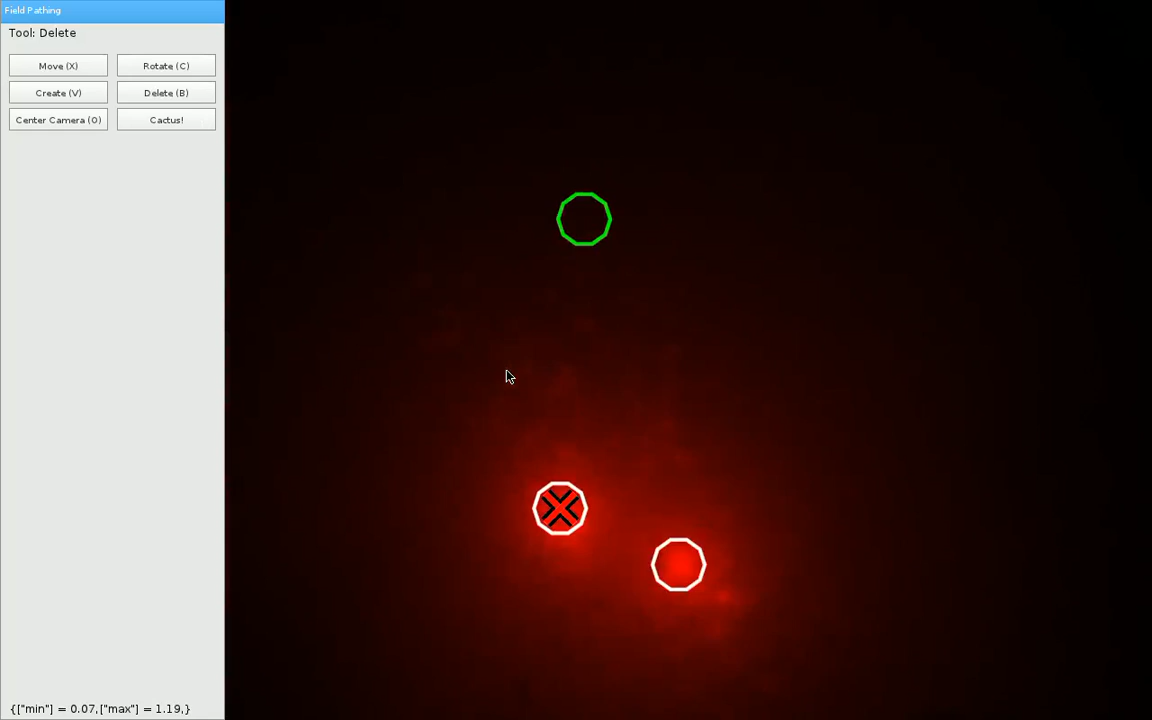 Field Pathing
Tool: Delete
Move (X)
Rotate (C)
Create (V)
Delete (B)
Center Camera (0)
Cactus!
{["min"] = 0.07,["max"] = 1.19,}